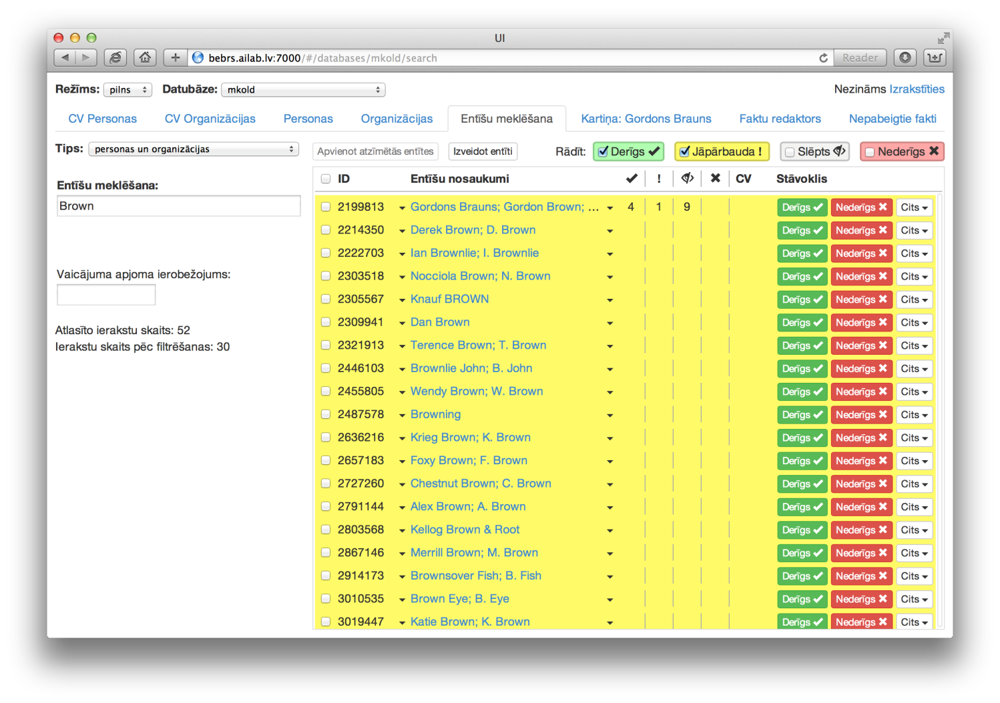 UI
bebrs.ailab.lv:7000/#/databases/mkold/search
Reader
Režīms: pilns Datubāze: mkold
Nezināms Izrakstīties
CV Personas CV Organizācijas Personas Organizācijas Entīšu meklēšana Kartiņa: Gordons Brauns Faktu redaktors Nepabeigtie fakti
Tips: personas un organizācijas
Entīšu meklēšana:
Brown
Vaicājuma apjoma ierobežojums:
Atlasīto ierakstu skaits: 52
Ierakstu skaits pēc filtrēšanas: 30
Apvienot atzīmētās entītes Izveidot entīti Rādīt: Derīgs Jāpārbauda ! Slēpts Nederīgs
ID Entīšu nosaukumi ! CV Stāvoklis
2199813 Gordons Brauns; Gordon Brown; ... 4 1 9 Derīgs Nederīgs Cits
2214350 Derek Brown; D. Brown Derīgs Nederīgs Cits
2222703 Ian Brownlie; I. Brownlie Derīgs Nederīgs Cits
2303518 Nocciola Brown; N. Brown Derīgs Nederīgs Cits
2305567 Knauf BROWN Derīgs Nederīgs Cits
2309941 Dan Brown Derīgs Nederīgs Cits
2321913 Terence Brown; T. Brown Derīgs Nederīgs Cits
2446103 Brownlie John; B. John Derīgs Nederīgs Cits
2455805 Wendy Brown; W. Brown Derīgs Nederīgs Cits
2487578 Browning Derīgs Nederīgs Cits
2636216 Krieg Brown; K. Brown Derīgs Nederīgs Cits
2657183 Foxy Brown; F. Brown Derīgs Nederīgs Cits
2727260 Chestnut Brown; C. Brown Derīgs Nederīgs Cits
2791144 Alex Brown; A. Brown Derīgs Nederīgs Cits
2803568 Kellog Brown & Root Derīgs Nederīgs Cits
2867146 Merrill Brown; M. Brown Derīgs Nederīgs Cits
2914173 Brownsover Fish; B. Fish Derīgs Nederīgs Cits
3010535 Brown Eye; B. Eye Derīgs Nederīgs Cits
3019447 Katie Brown; K. Brown Derīgs Nederīgs Cits